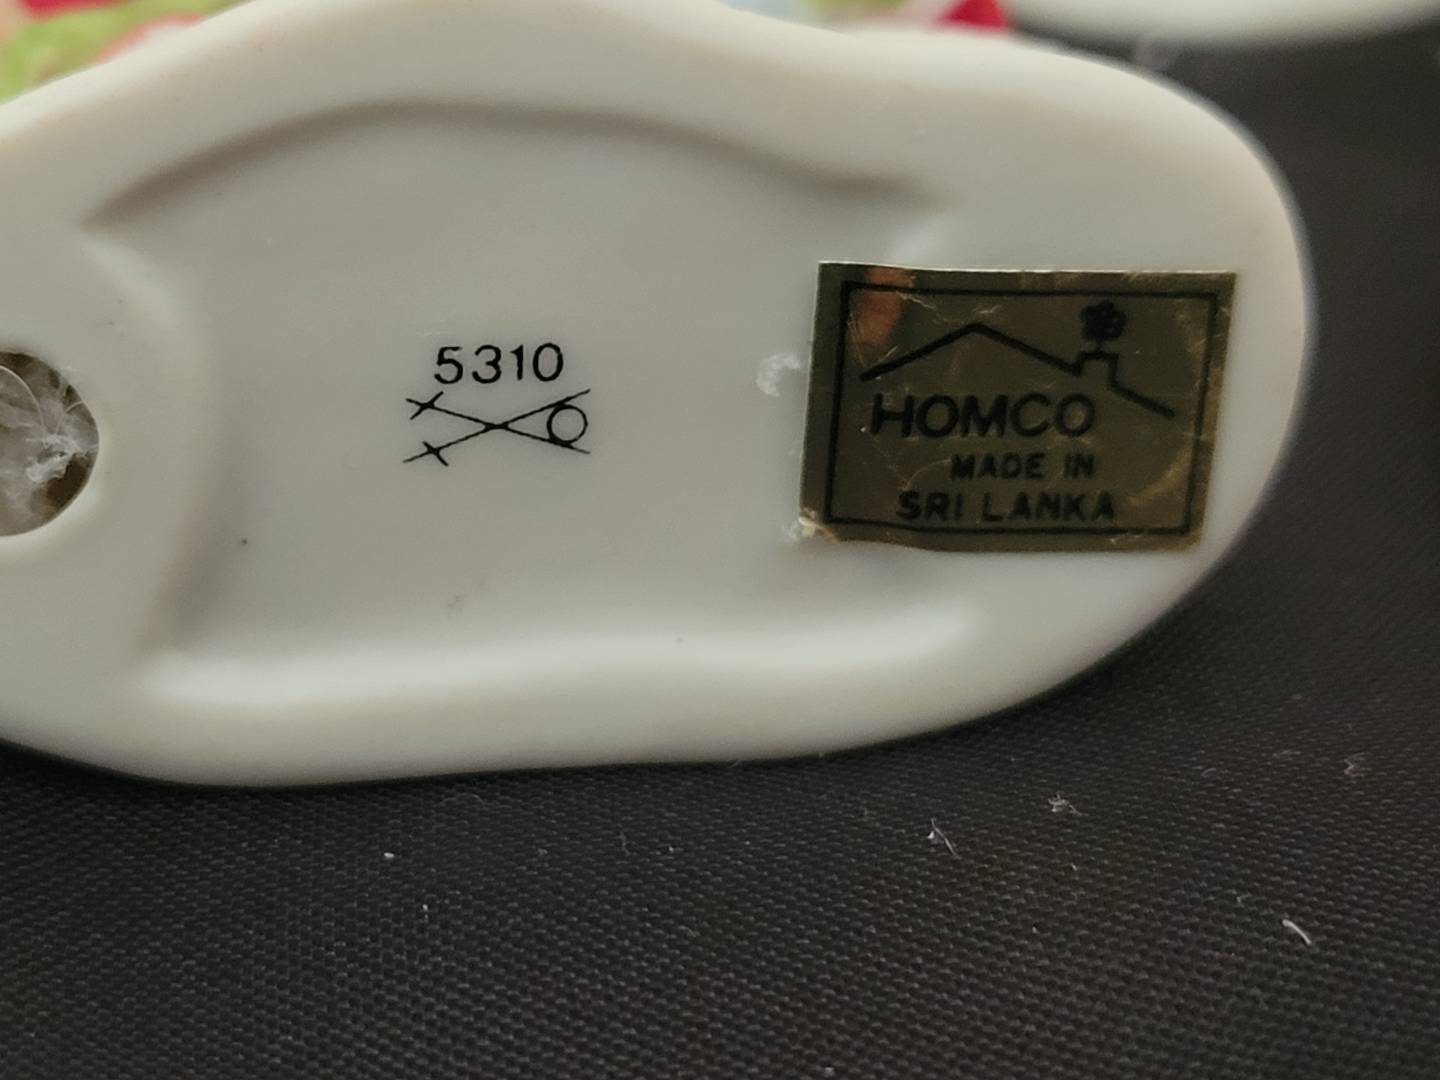 5310
HOMCO
MADE IN
SRI LANKA